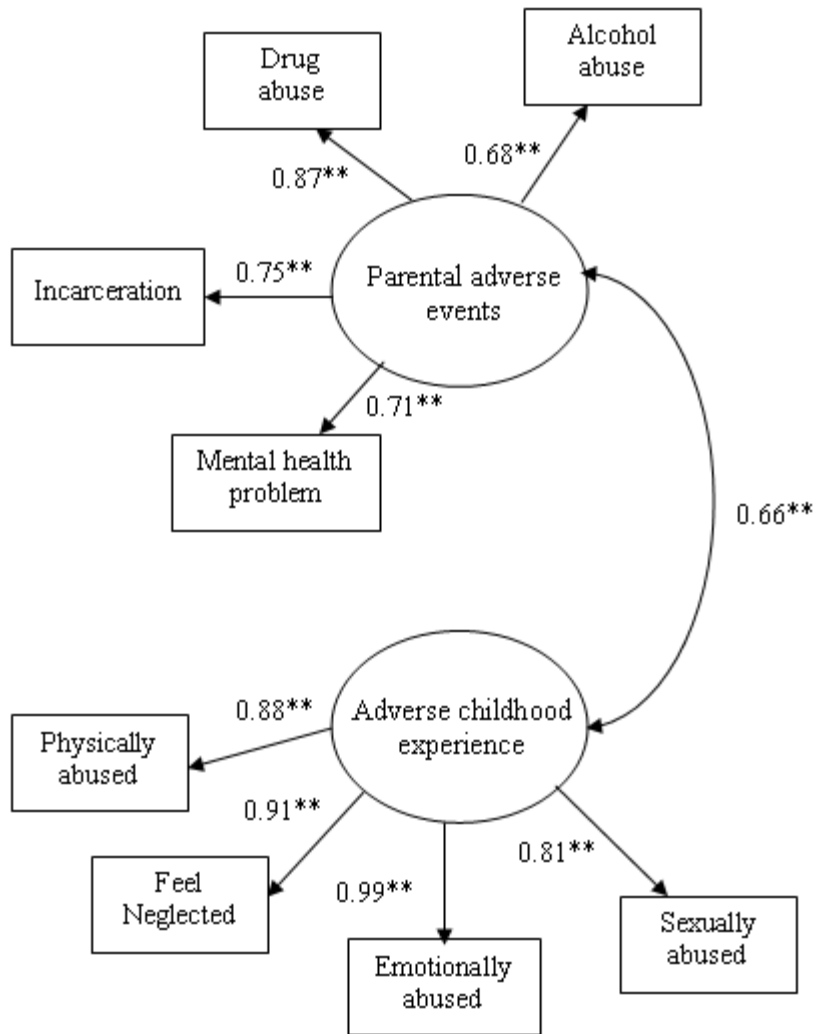 Alcohol
abuse
Drug
abuse
0.68**
0.87**
Incarceration
0.75**
Parental adverse
events
0.71**
Mental health
problem
0.66**
Adverse childhood
experience
0.88**
Physically
abused
0.91**
0.81**
Feel
Neglected
0.99**
Sexually
abused
Emotionally
abused